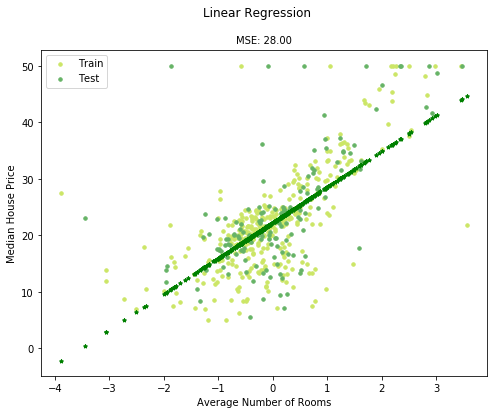 Linear Regression
MSE: 28.00
Train
Test
50
40
30
20
10
0
Median House Price
−4
−3
−2
−1
0
1
2
3
Average Number of Rooms